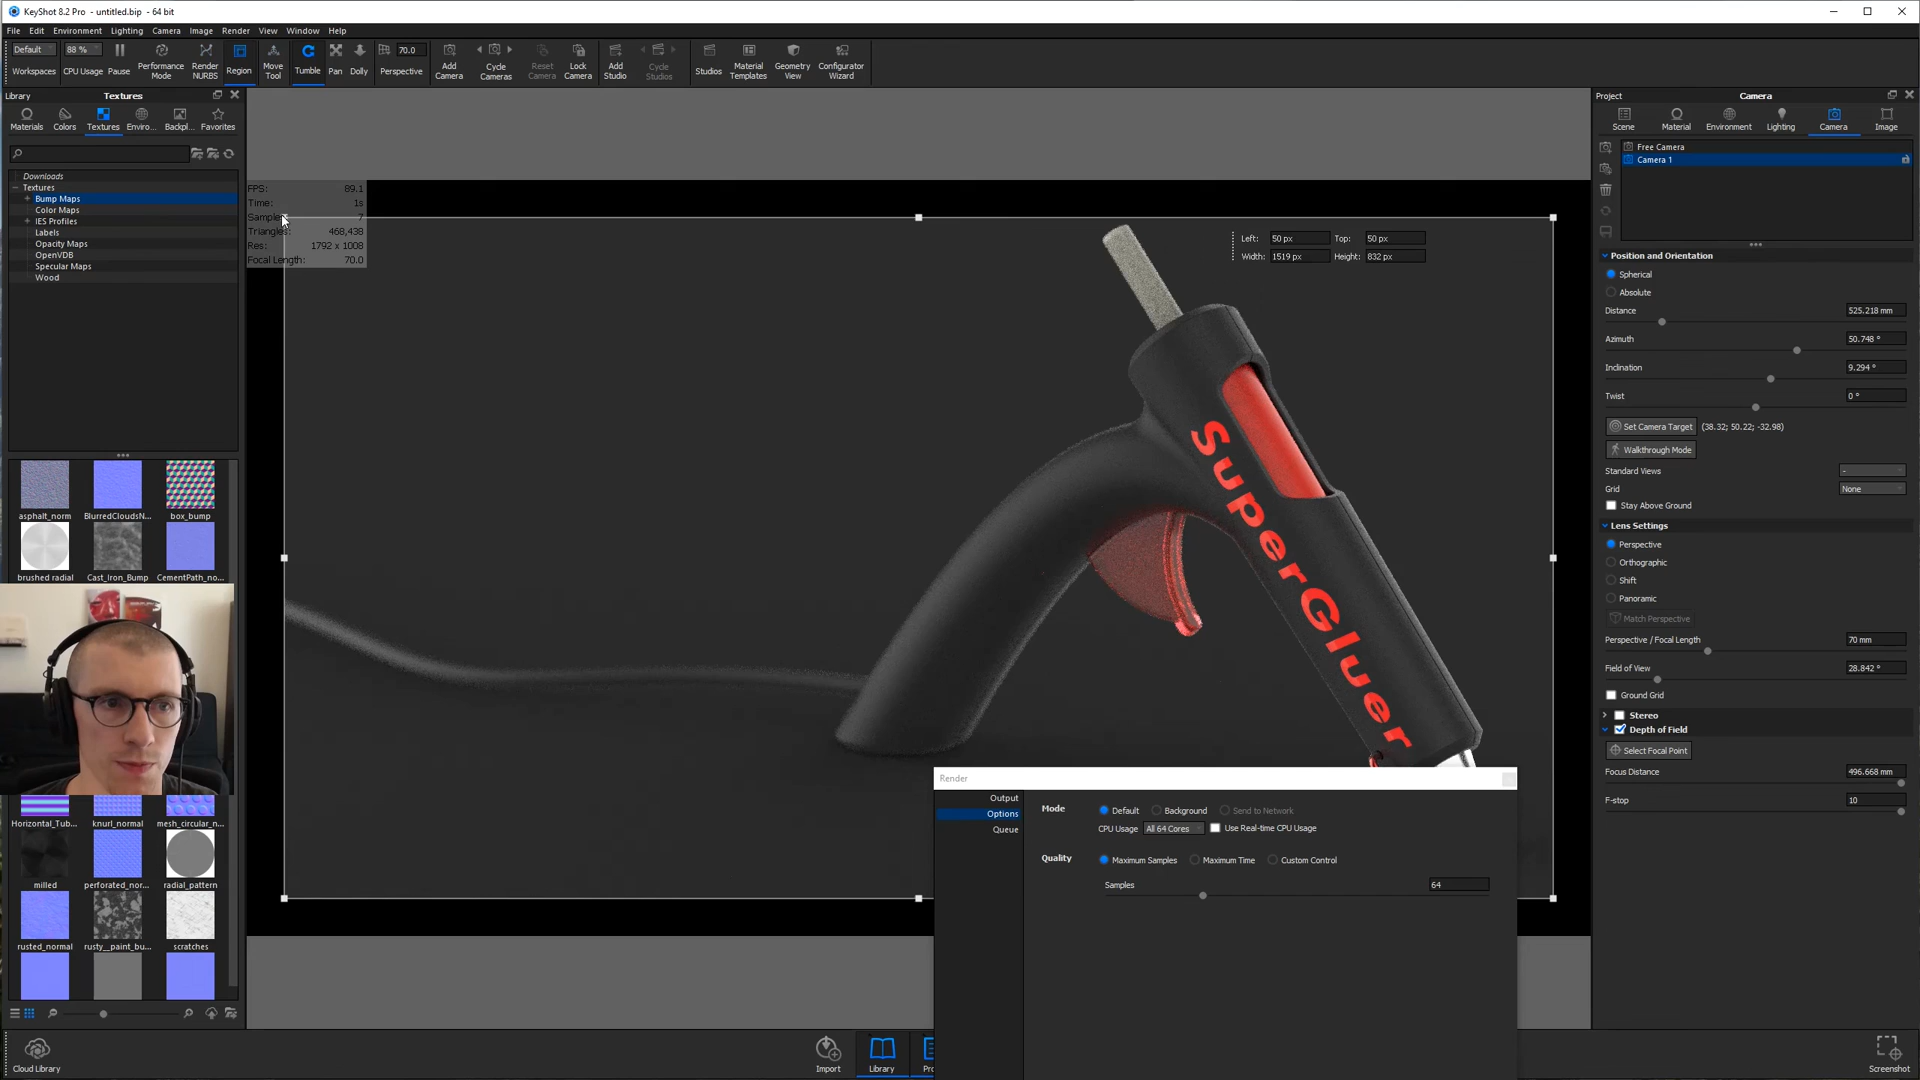 KeyShot 8.2 Pro - untitled.bip - 64 bit
File Edit Environment Lighting Camera Image Render View Window Help
Default 88 % 70.0
Workspaces CPU Usage Pause Performance Mode Render NURBS Region Move Tool Tumble Pan Dolly Perspective Add Camera Cycle Cameras Reset Camera Lock Camera Add Studio Cycle Studios Studios Material Templates Geometry View Configurator Wizard
Library Textures
Materials Colors Textures Enviro... Backpl... Favorites
Downloads
Textures
Bump Maps
Color Maps
IES Profiles
Labels
Opacity Maps
OpenVDB
Specular Maps
Wood
asphalt_norm BlurredCloudsN... box_bump
brushed radial Cast_Iron_Bump CementPath_no...
Horizontal_Tub... knurl_normal mesh_circular_n...
milled perforated_nor... radial_pattern
rusted_normal rusty__paint_bu... scratches
FPS: 89.1
Time: 1s
Sample 7
Triangles: 468,438
Res: 1792 x 1008
Focal Length: 70.0
Left: 50 px Top: 50 px
Width: 1519 px Height: 832 px
SuperGluer
Render
Output
Options
Queue
Mode Default Background Send to Network
CPU Usage All 64 Cores Use Real-time CPU Usage
Quality Maximum Samples Maximum Time Custom Control
Samples 64
Project Camera
Scene Material Environment Lighting Camera Image
Free Camera
Camera 1
Position and Orientation
Spherical
Absolute
Distance 525.218 mm
Azimuth 50.748 °
Inclination 9.294 °
Twist 0 °
Set Camera Target (38.32; 50.22; -32.98)
Walkthrough Mode
Standard Views -
Grid None
Stay Above Ground
Lens Settings
Perspective
Orthographic
Shift
Panoramic
Match Perspective
Perspective / Focal Length 70 mm
Field of View 28.842 °
Ground Grid
Stereo
Depth of Field
Select Focal Point
Focus Distance 496.668 mm
F-stop 10
Cloud Library Import Library Pro Screenshot